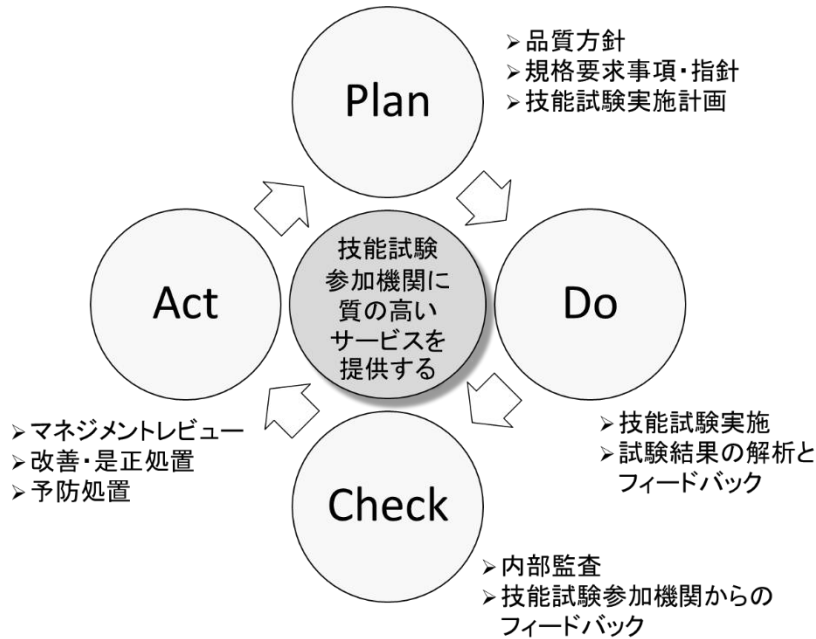 Plan
➢品質方針
➢規格要求事項・指針
➢技能試験実施計画
Do
➢技能試験実施
➢試験結果の解析と
フィードバック
Check
➢内部監査
➢技能試験参加機関からの
フィードバック
Act
➢マネジメントレビュー
➢改善・是正処置
➢予防処置
技能試験
参加機関に
質の高い
サービスを
提供する